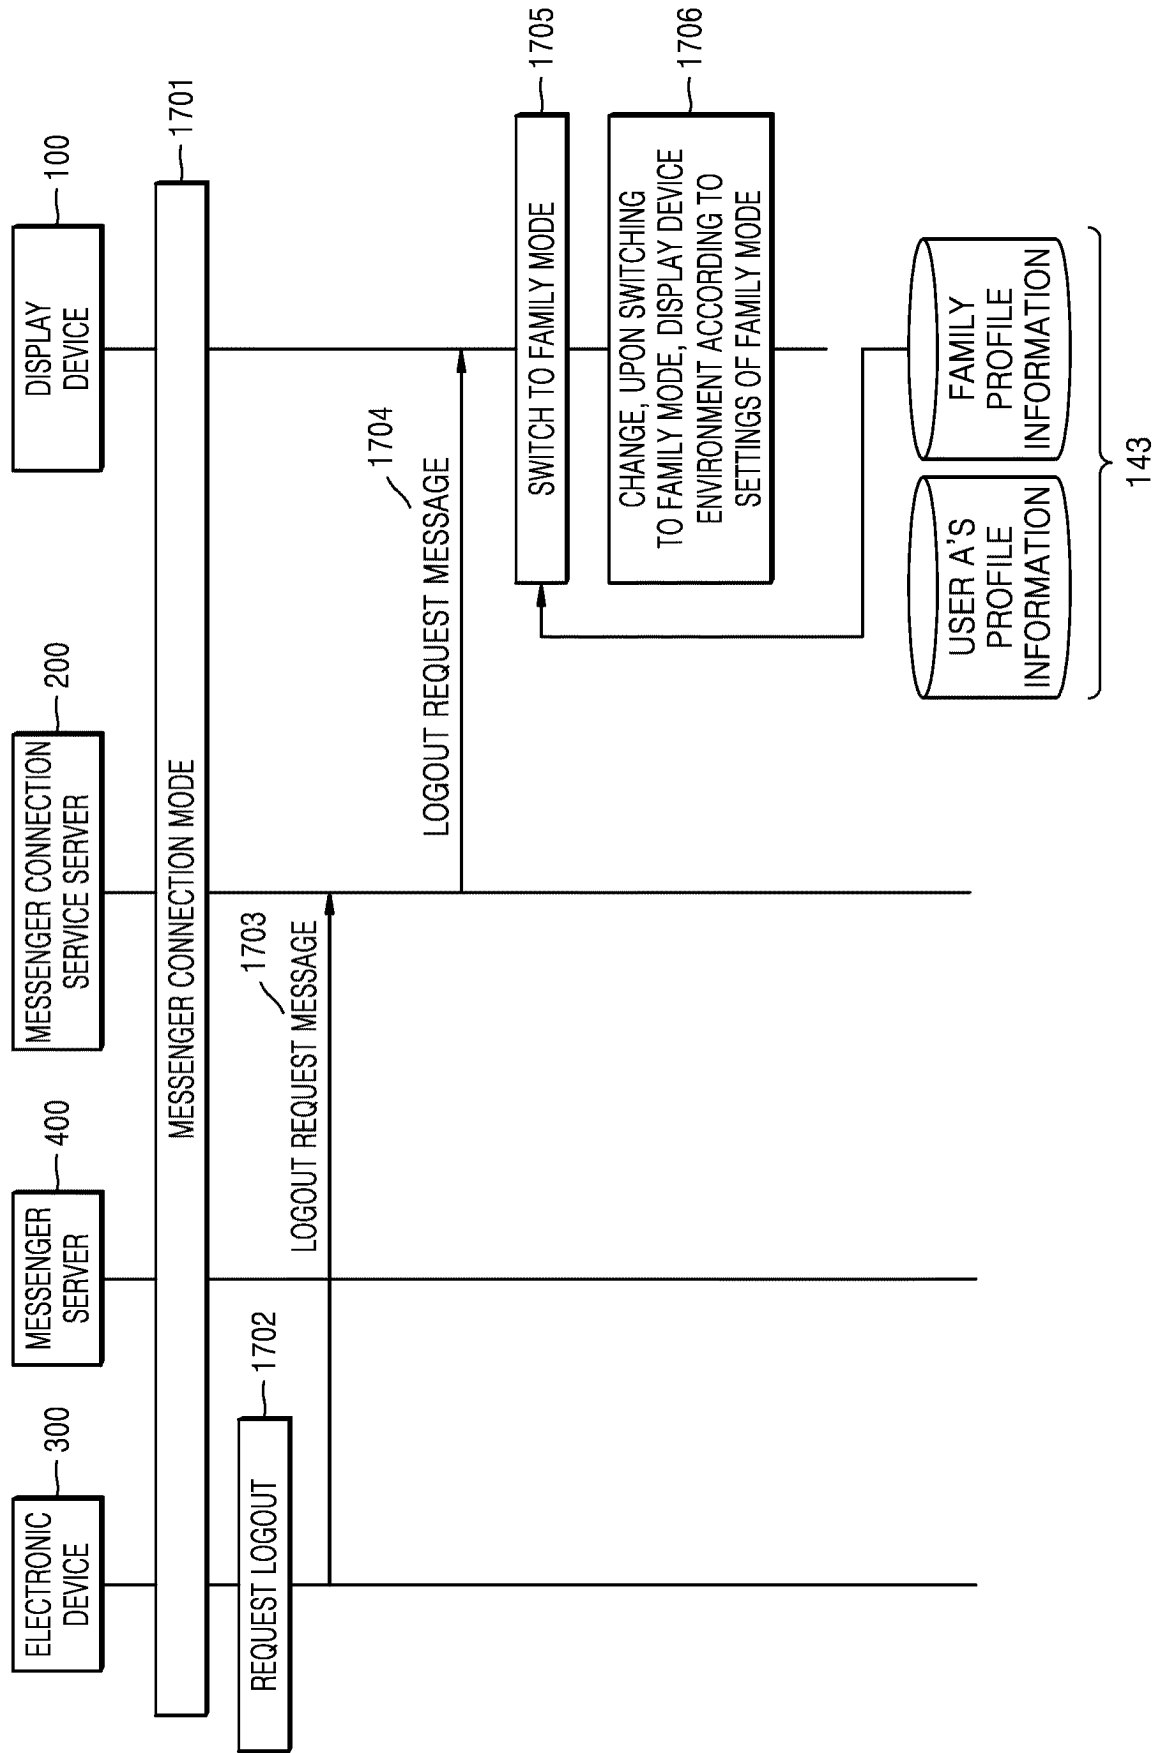 ELECTRONIC
DEVICE
300
MESSENGER
SERVER
400
MESSENGER CONNECTION
SERVICE SERVER
200
DISPLAY
DEVICE
100
MESSENGER CONNECTION MODE
1701
REQUEST LOGOUT
1702
1703
LOGOUT REQUEST MESSAGE
1704
LOGOUT REQUEST MESSAGE
SWITCH TO FAMILY MODE
1705
CHANGE, UPON SWITCHING
TO FAMILY MODE, DISPLAY DEVICE
ENVIRONMENT ACCORDING TO
SETTINGS OF FAMILY MODE
1706
USER A'S
PROFILE
INFORMATION
FAMILY
PROFILE
INFORMATION
143